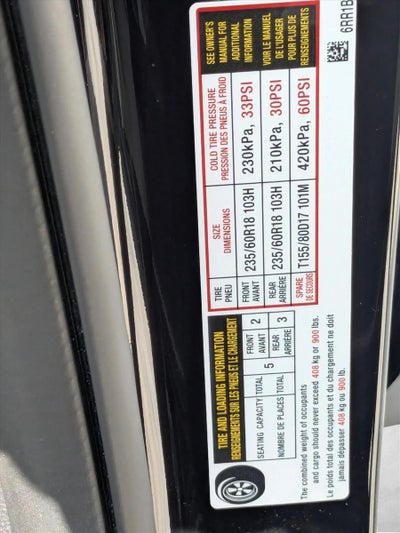 TIRE AND LOADING INFORMATION
RENSEIGNEMENTS SUR LES PNEUS ET LE CHARGEMENT
SEATING CAPACITY TOTAL 5 FRONT AVANT 2 REAR ARRIÈRE 3
NOMBRE DE PLACES TOTAL
The combined weight of occupants
and cargo should never exceed 408 kg or 900 lbs.
Le poids total des occupants et du chargement ne doit
jamais dépasser 408 kg ou 900 lb.
TIRE PNEU SIZE DIMENSIONS COLD TIRE PRESSURE PRESSION DES PNEUS À FROID
FRONT AVANT 235/60R18 103H 230kPa, 33PSI
REAR ARRIÈRE 235/60R18 103H 210kPa, 30PSI
SPARE DE SECOURS T155/80D17 101M 420kPa, 60PSI
SEE OWNER'S
MANUAL FOR
ADDITIONAL
INFORMATION
VOIR LE MANUEL
DE L'USAGER
POUR PLUS DE
RENSEIGNEMENTS
6RR1B